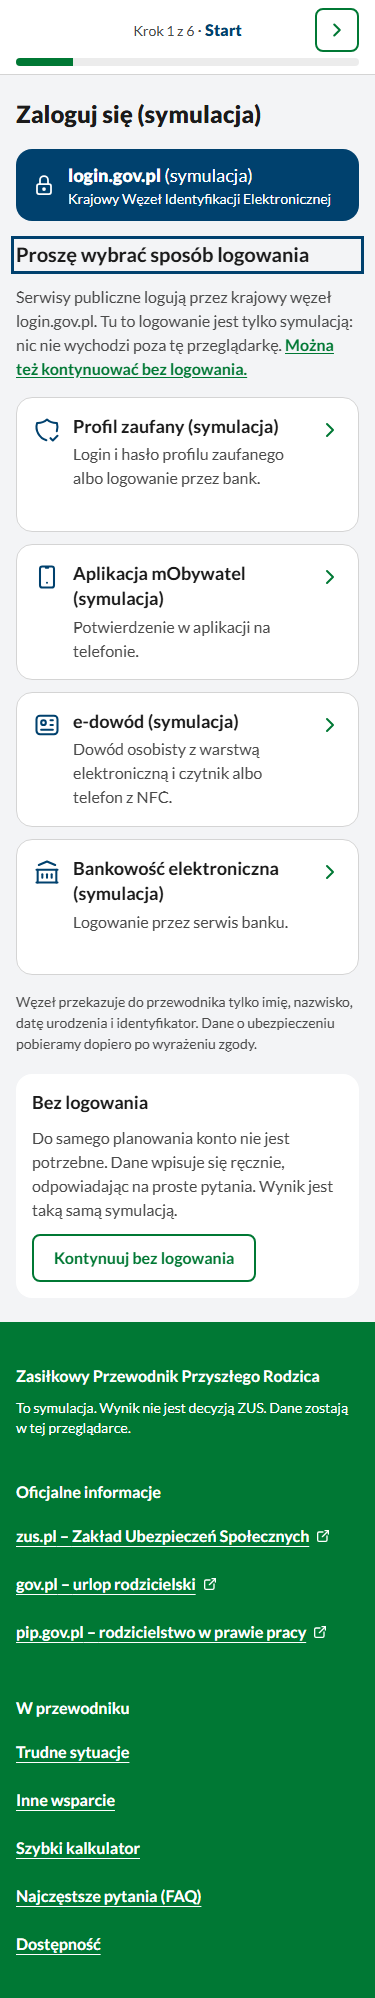 Krok 1 z 6 · Start
Zaloguj się (symulacja)
login.gov.pl (symulacja)
Krajowy Węzeł Identyfikacji Elektronicznej
Proszę wybrać sposób logowania
Serwisy publiczne logują przez krajowy węzeł
login.gov.pl. Tu to logowanie jest tylko symulacją:
nic nie wychodzi poza tę przeglądarkę. Można
też kontynuować bez logowania.
Profil zaufany (symulacja)
Login i hasło profilu zaufanego
albo logowanie przez bank.
Aplikacja mObywatel
(symulacja)
Potwierdzenie w aplikacji na
telefonie.
e-dowód (symulacja)
Dowód osobisty z warstwą
elektroniczną i czytnik albo
telefon z NFC.
Bankowość elektroniczna
(symulacja)
Logowanie przez serwis banku.
Węzeł przekazuje do przewodnika tylko imię, nazwisko,
datę urodzenia i identyfikator. Dane o ubezpieczeniu
pobieramy dopiero po wyrażeniu zgody.
Bez logowania
Do samego planowania konto nie jest
potrzebne. Dane wpisuje się ręcznie,
odpowiadając na proste pytania. Wynik jest
taką samą symulacją.
Kontynuuj bez logowania
Zasiłkowy Przewodnik Przyszłego Rodzica
To symulacja. Wynik nie jest decyzją ZUS. Dane zostają
w tej przeglądarce.
Oficjalne informacje
zus.pl – Zakład Ubezpieczeń Społecznych
gov.pl – urlop rodzicielski
pip.gov.pl – rodzicielstwo w prawie pracy
W przewodniku
Trudne sytuacje
Inne wsparcie
Szybki kalkulator
Najczęstsze pytania (FAQ)
Dostępność